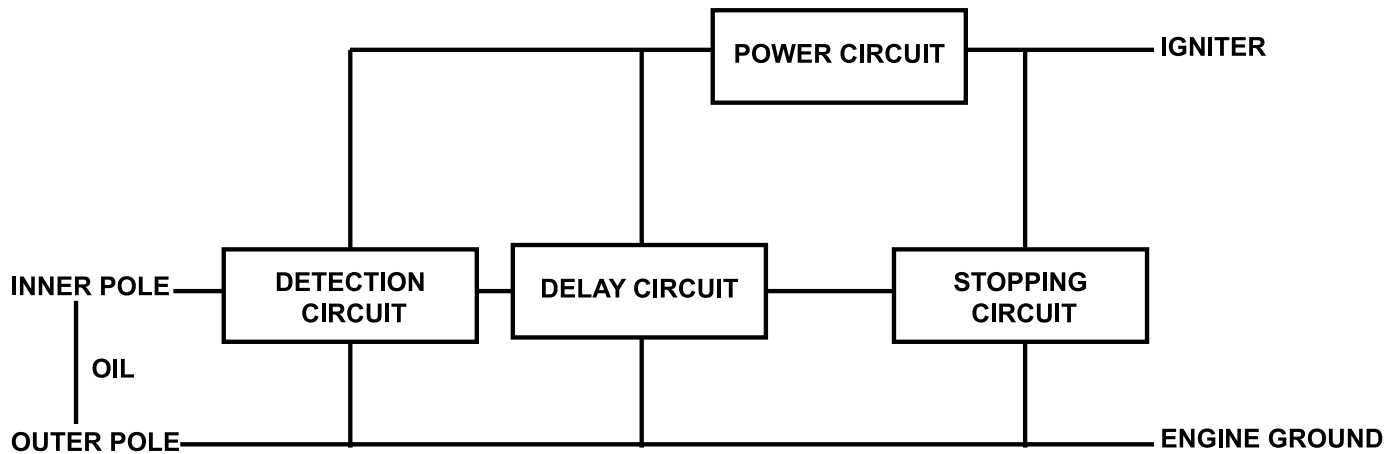 POWER CIRCUIT
IGNITER
INNER POLE
DETECTION
CIRCUIT
DELAY CIRCUIT
STOPPING
CIRCUIT
OIL
OUTER POLE
ENGINE GROUND